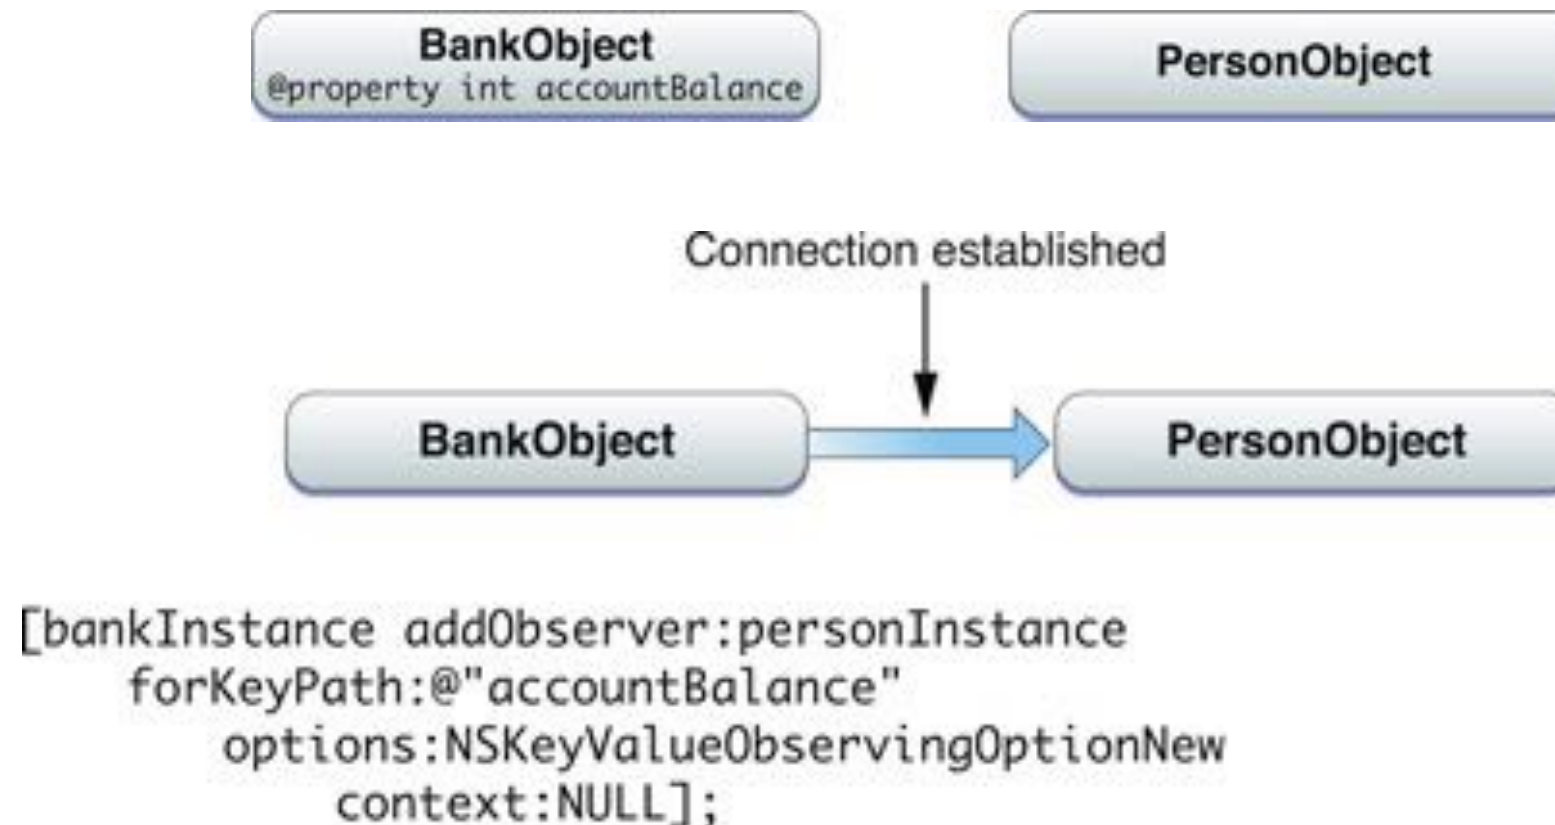 BankObject
@property int accountBalance
PersonObject
Connection established
BankObject
PersonObject
[bankInstance addObserver:personInstance
forKeyPath:@"accountBalance"
options:NSKeyValueObservingOptionNew
context:NULL];